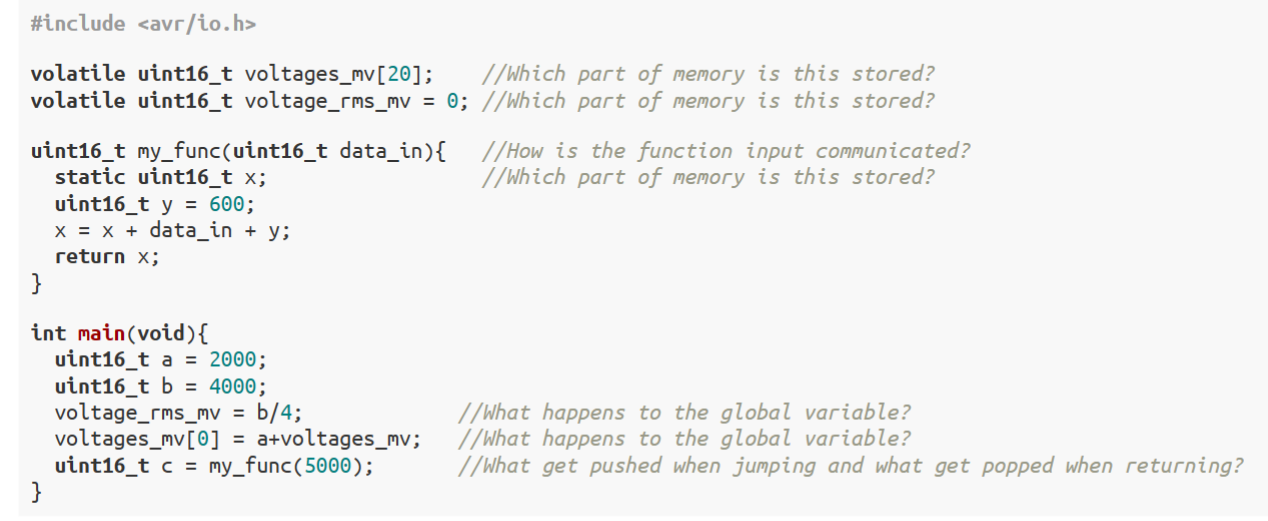 #include <avr/io.h>
volatile uint16_t voltages_mv[20];    //Which part of memory is this stored?
volatile uint16_t voltage_rms_mv = 0; //Which part of memory is this stored?
uint16_t my_func(uint16_t data_in){   //How is the function input communicated?
  static uint16_t x;                  //Which part of memory is this stored?
  uint16_t y = 600;
  x = x + data_in + y;
  return x;
}
int main(void){
  uint16_t a = 2000;
  uint16_t b = 4000;
  voltage_rms_mv = b/4;             //What happens to the global variable?
  voltages_mv[0] = a+voltages_mv;   //What happens to the global variable?
  uint16_t c = my_func(5000);       //What get pushed when jumping and what get popped when returning?
}